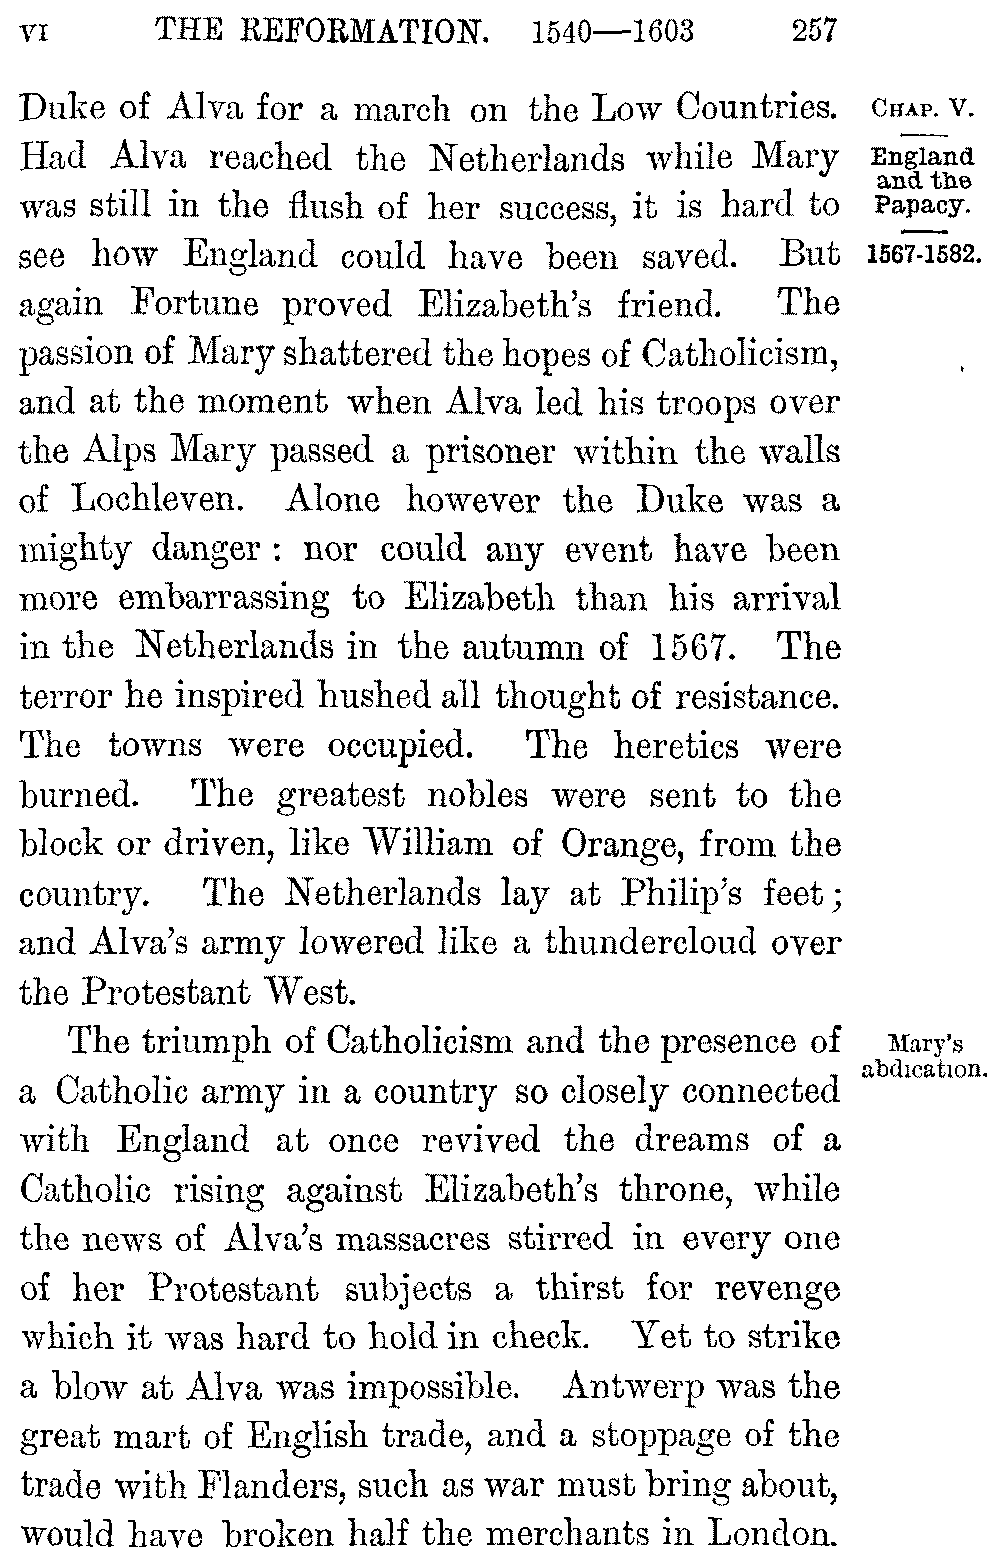 VI THE REFORMATION. 1540—1603 257
Duke of Alva for a march on the Low Countries.
Had Alva reached the Netherlands while Mary
was still in the flush of her success, it is hard to
see how England could have been saved. But
again Fortune proved Elizabeth's friend. The
passion of Mary shattered the hopes of Catholicism,
and at the moment when Alva led his troops over
the Alps Mary passed a prisoner within the walls
of Lochleven. Alone however the Duke was a
mighty danger : nor could any event have been
more embarrassing to Elizabeth than his arrival
in the Netherlands in the autumn of 1567. The
terror he inspired hushed all thought of resistance.
The towns were occupied. The heretics were
burned. The greatest nobles were sent to the
block or driven, like William of Orange, from the
country. The Netherlands lay at Philip's feet ;
and Alva's army lowered like a thundercloud over
the Protestant West.
The triumph of Catholicism and the presence of
a Catholic army in a country so closely connected
with England at once revived the dreams of a
Catholic rising against Elizabeth's throne, while
the news of Alva's massacres stirred in every one
of her Protestant subjects a thirst for revenge
which it was hard to hold in check. Yet to strike
a blow at Alva was impossible. Antwerp was the
great mart of English trade, and a stoppage of the
trade with Flanders, such as war must bring about,
would have broken half the merchants in London.
CHAP. V.
England
and the
Papacy.
1567-1582.
Mary's
abdication.